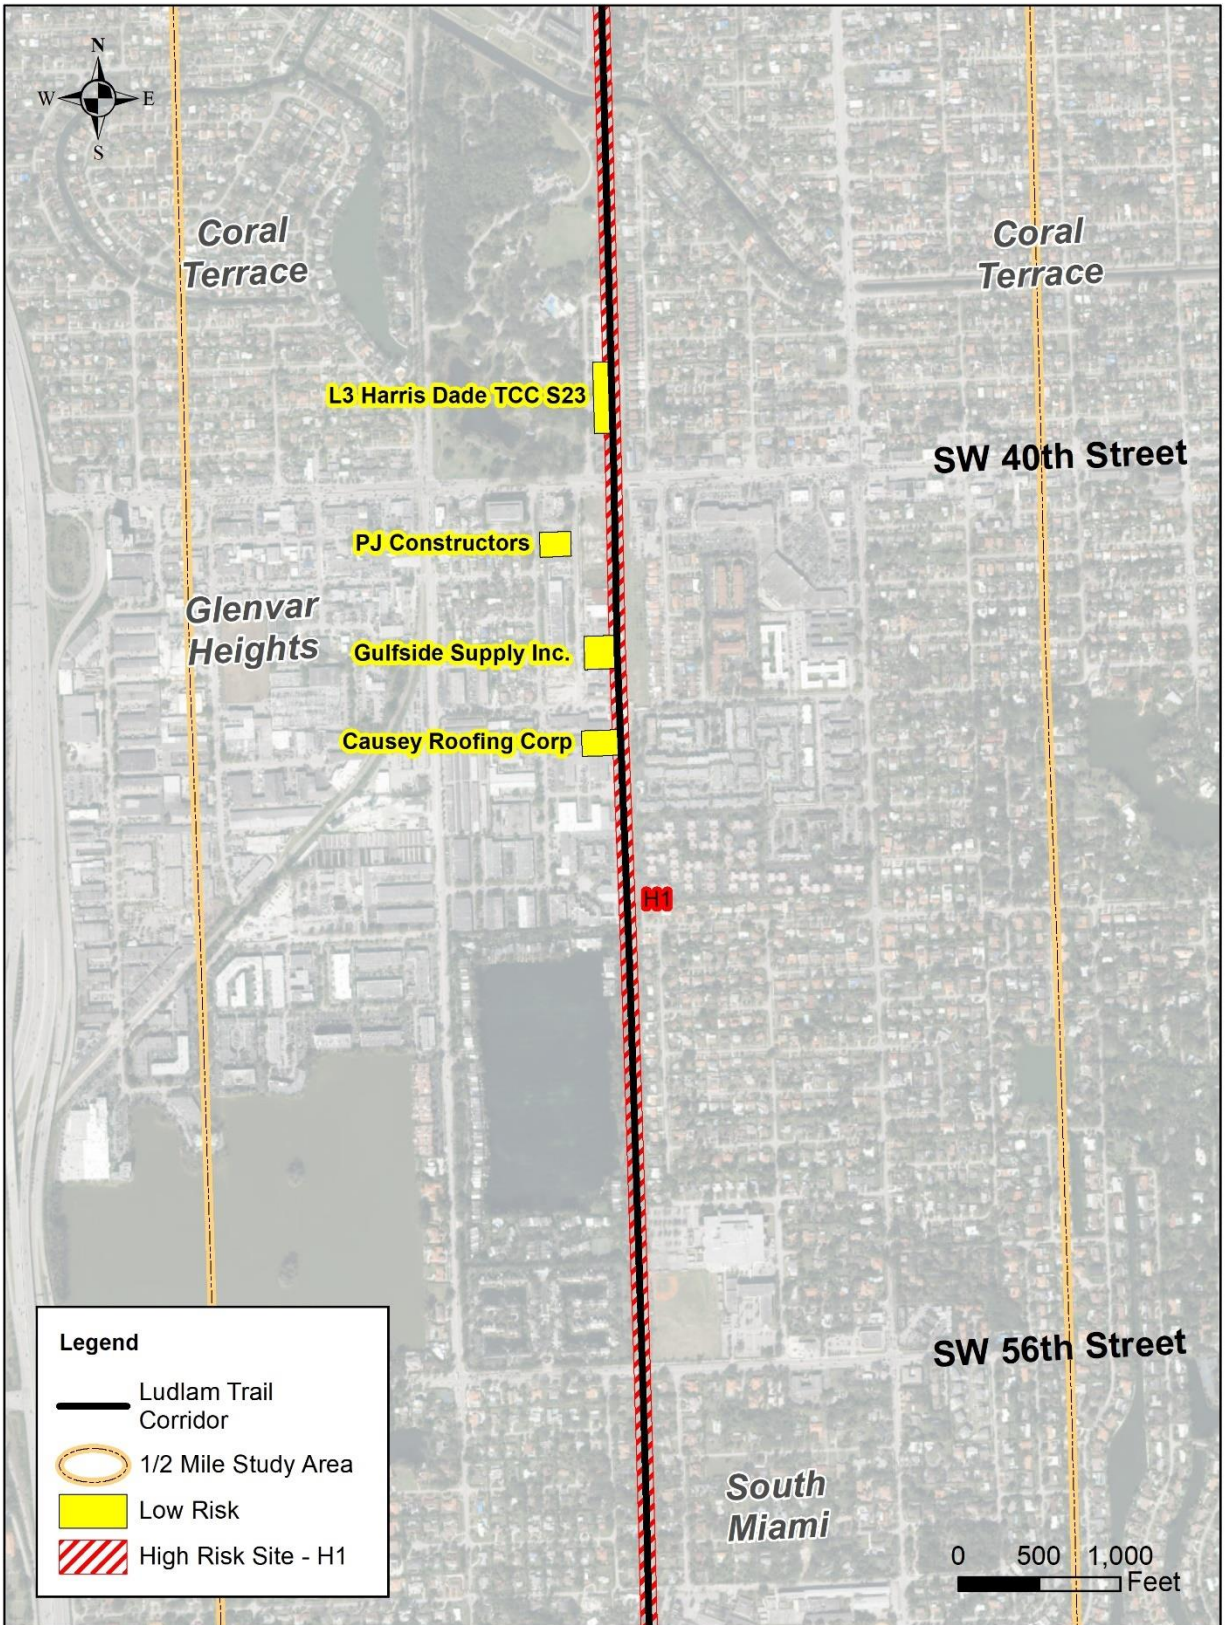 N
W
E
S
Coral
Terrace
Coral
Terrace
L3 Harris Dade TCC S23
SW 40th Street
PJ Constructors
Glenvar
Heights
Gulfside Supply Inc.
Causey Roofing Corp
H1
SW 56th Street
South
Miami
Legend
Ludlam Trail
Corridor
1/2 Mile Study Area
Low Risk
High Risk Site - H1
0 500 1,000
Feet